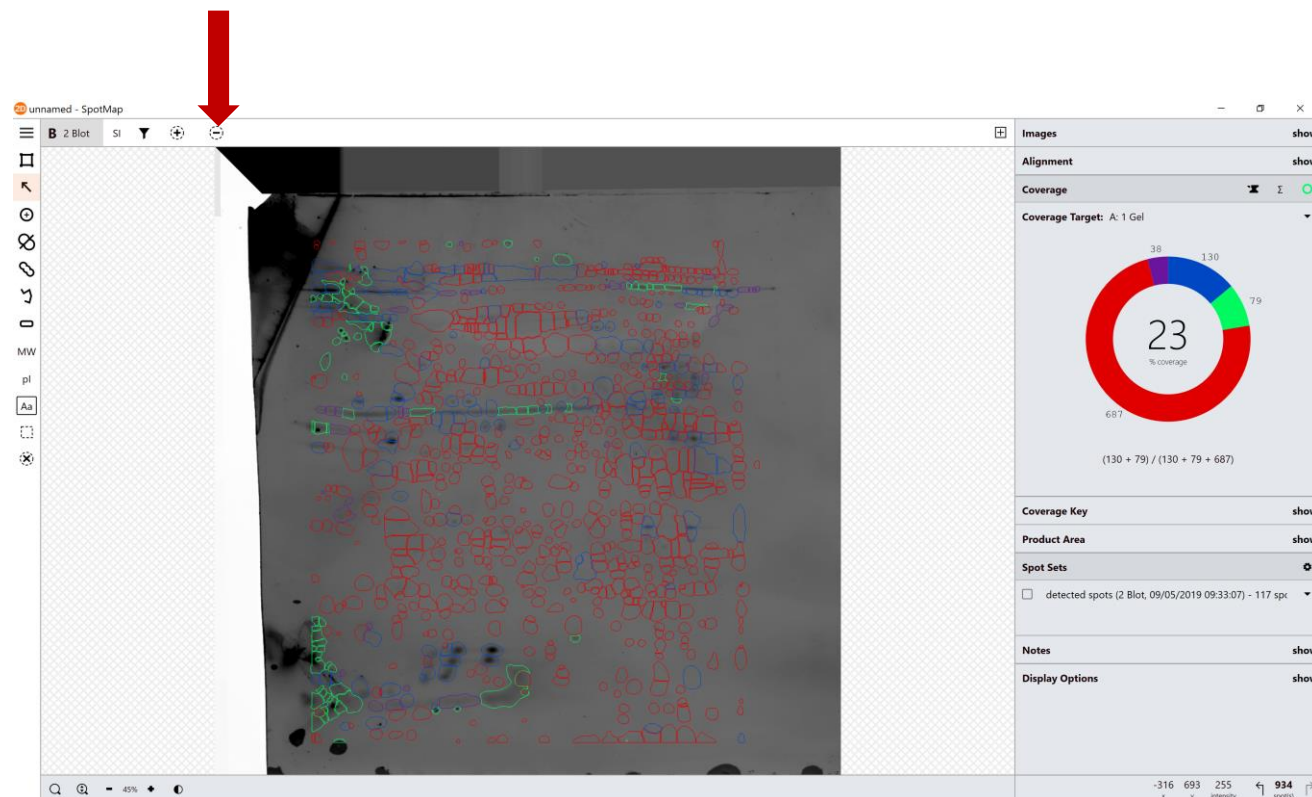 2D unnamed - SpotMap
B 2 Blot SI
Images show
Alignment show
Coverage Σ
Coverage Target: A: 1 Gel
38
130
79
23
% coverage
687
(130 + 79) / (130 + 79 + 687)
MW
pI
Aa
Coverage Key show
Product Area show
Spot Sets
detected spots (2 Blot, 09/05/2019 09:33:07) - 117 spo
Notes show
Display Options show
45%
-316 693 255 934
x y intensity spot(s)